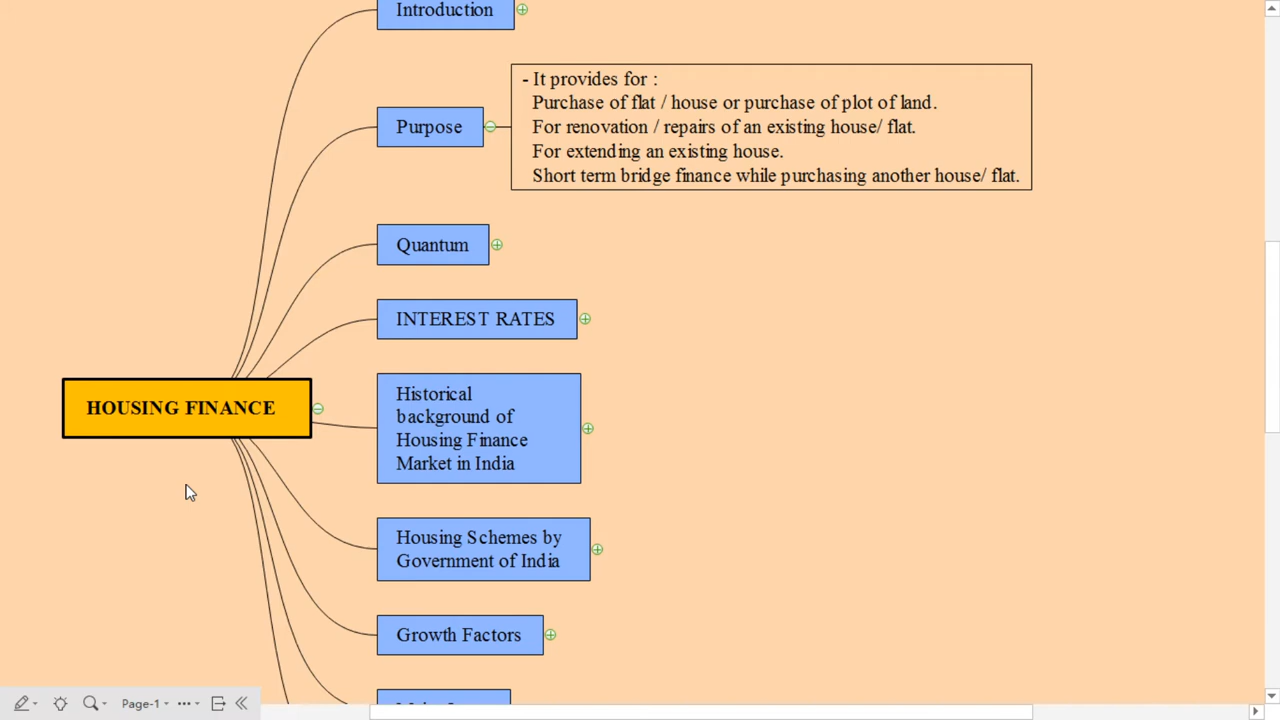 Introduction
- It provides for :
Purchase of flat / house or purchase of plot of land.
Purpose
For renovation / repairs of an existing house/ flat.
For extending an existing house.
Short term bridge finance while purchasing another house/ flat.
Quantum
INTEREST RATES
HOUSING FINANCE
Historical
background of
Housing Finance
Market in India
Housing Schemes by
Government of India
Growth Factors
Page-1